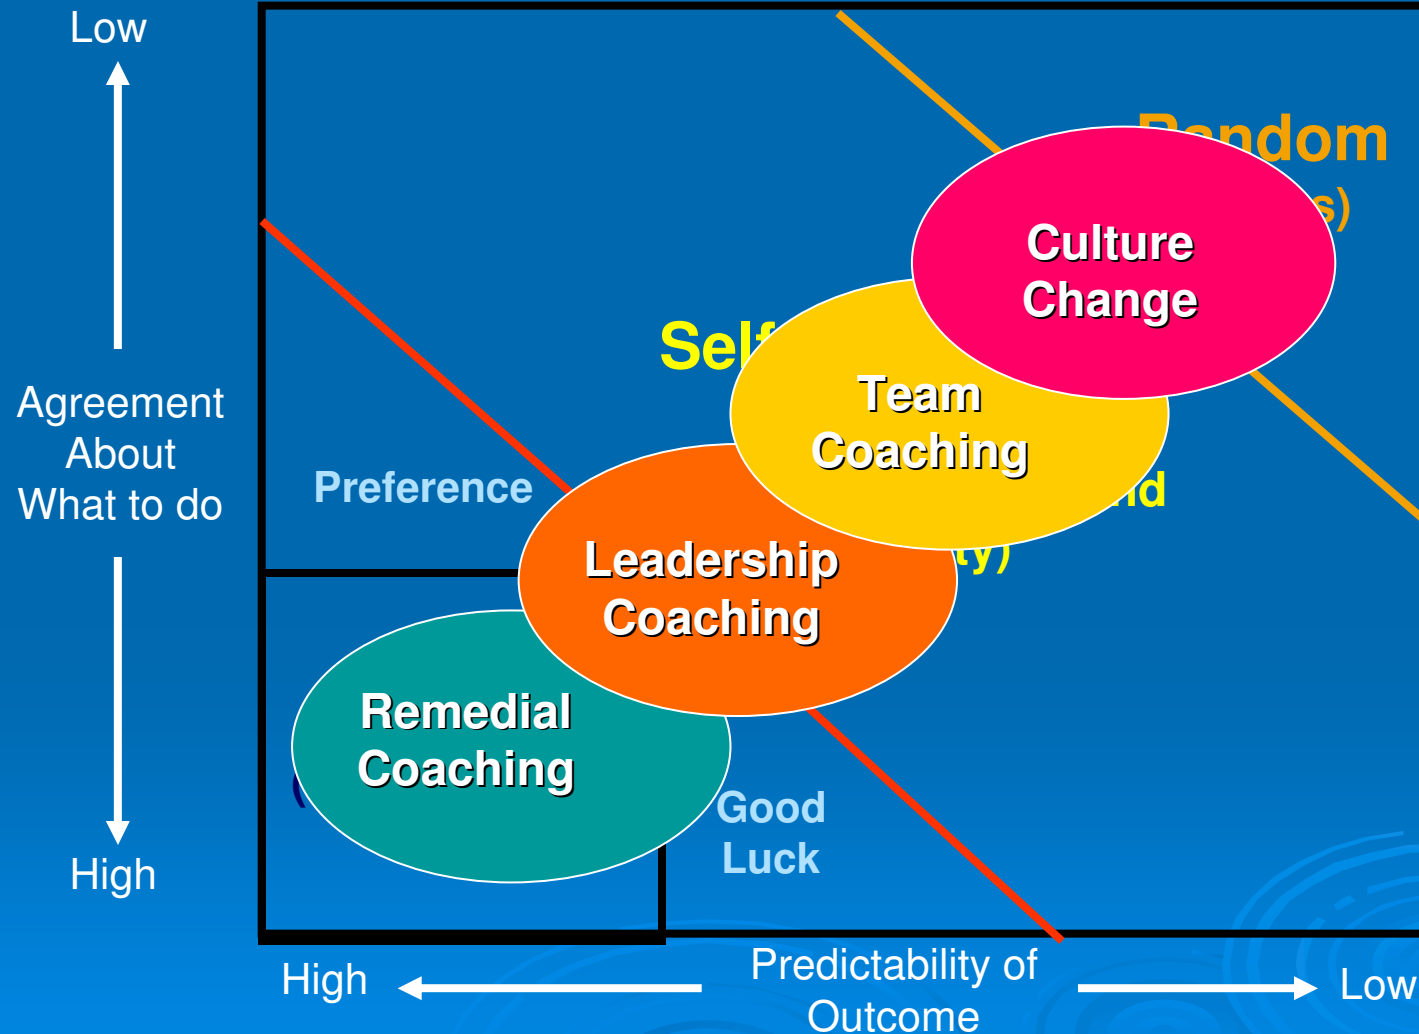 Low
Agreement
About
What to do
High
Random
Culture
Change
Team
Coaching
Preference
Leadership
Coaching
Remedial
Coaching
Good
Luck
High
Predictability of
Outcome
Low